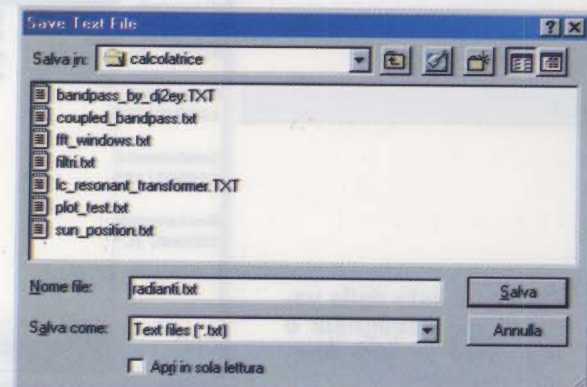 Save Text File
Salva in: calcolatrice
bandpass_by_dj2ey.TXT
coupled_bandpass.txt
fft_windows.txt
filtri.txt
lc_resonant_transformer.TXT
plot_test.txt
sun_position.txt
Nome file: radianti.txt Salva
Salva come: Text files (*.txt) Annulla
Apri in sola lettura